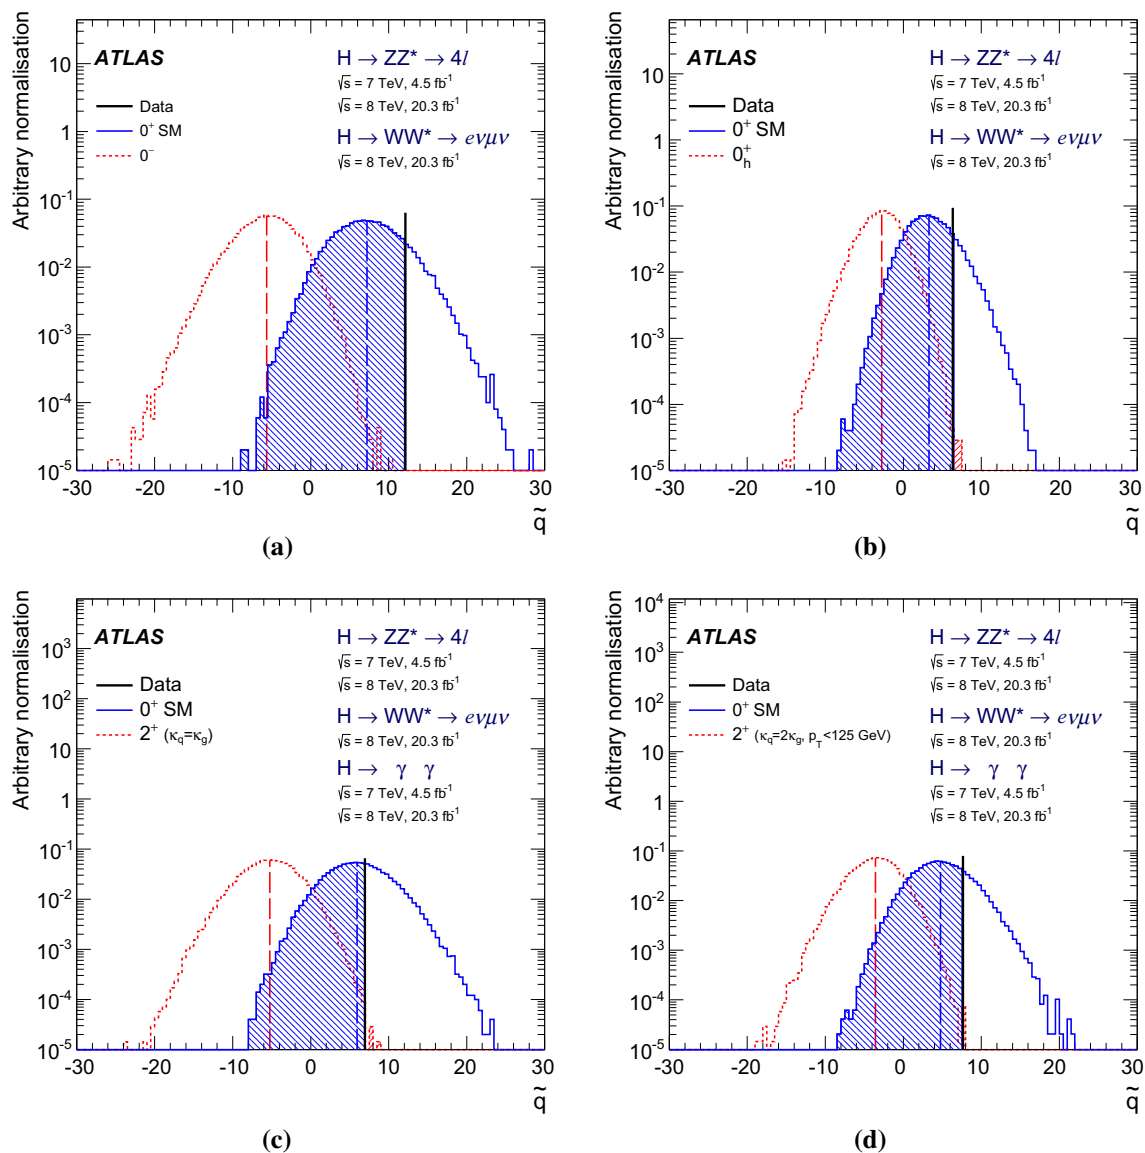 Arbitrary normalisation
10
1
10⁻¹
10⁻²
10⁻³
10⁻⁴
10⁻⁵
ATLAS
Data
0⁺ SM
0⁻
H → ZZ* → 4l
√s = 7 TeV, 4.5 fb⁻¹
√s = 8 TeV, 20.3 fb⁻¹
H → WW* → eνμν
√s = 8 TeV, 20.3 fb⁻¹
-30 -20 -10 0 10 20 30
q̃
(a)
Arbitrary normalisation
10
1
10⁻¹
10⁻²
10⁻³
10⁻⁴
10⁻⁵
ATLAS
Data
0⁺ SM
0⁺h
H → ZZ* → 4l
√s = 7 TeV, 4.5 fb⁻¹
√s = 8 TeV, 20.3 fb⁻¹
H → WW* → eνμν
√s = 8 TeV, 20.3 fb⁻¹
-30 -20 -10 0 10 20 30
q̃
(b)
Arbitrary normalisation
10³
10²
10
1
10⁻¹
10⁻²
10⁻³
10⁻⁴
10⁻⁵
ATLAS
Data
0⁺ SM
2⁺ (κq=κg)
H → ZZ* → 4l
√s = 7 TeV, 4.5 fb⁻¹
√s = 8 TeV, 20.3 fb⁻¹
H → WW* → eνμν
√s = 8 TeV, 20.3 fb⁻¹
H → γ γ
√s = 7 TeV, 4.5 fb⁻¹
√s = 8 TeV, 20.3 fb⁻¹
-30 -20 -10 0 10 20 30
q̃
(c)
Arbitrary normalisation
10⁴
10³
10²
10
1
10⁻¹
10⁻²
10⁻³
10⁻⁴
10⁻⁵
ATLAS
Data
0⁺ SM
2⁺ (κq=2κg, pT<125 GeV)
H → ZZ* → 4l
√s = 7 TeV, 4.5 fb⁻¹
√s = 8 TeV, 20.3 fb⁻¹
H → WW* → eνμν
√s = 8 TeV, 20.3 fb⁻¹
H → γ γ
√s = 7 TeV, 4.5 fb⁻¹
√s = 8 TeV, 20.3 fb⁻¹
-30 -20 -10 0 10 20 30
q̃
(d)